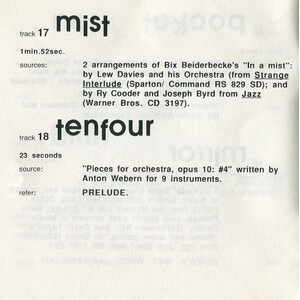 track 17 mist
1min.52sec.
sources: 2 arrangements of Bix Beiderbecke's "In a mist":
by Lew Davies and his Orchestra (from Strange
Interlude (Sparton/ Command RS 829 SD); and
by Ry Cooder and Joseph Byrd from Jazz
(Warner Bros. CD 3197).
track 18 tenfour
23 seconds
source: "Pieces for orchestra, opus 10: #4" written by
Anton Webern for 9 instruments.
refer: PRELUDE.